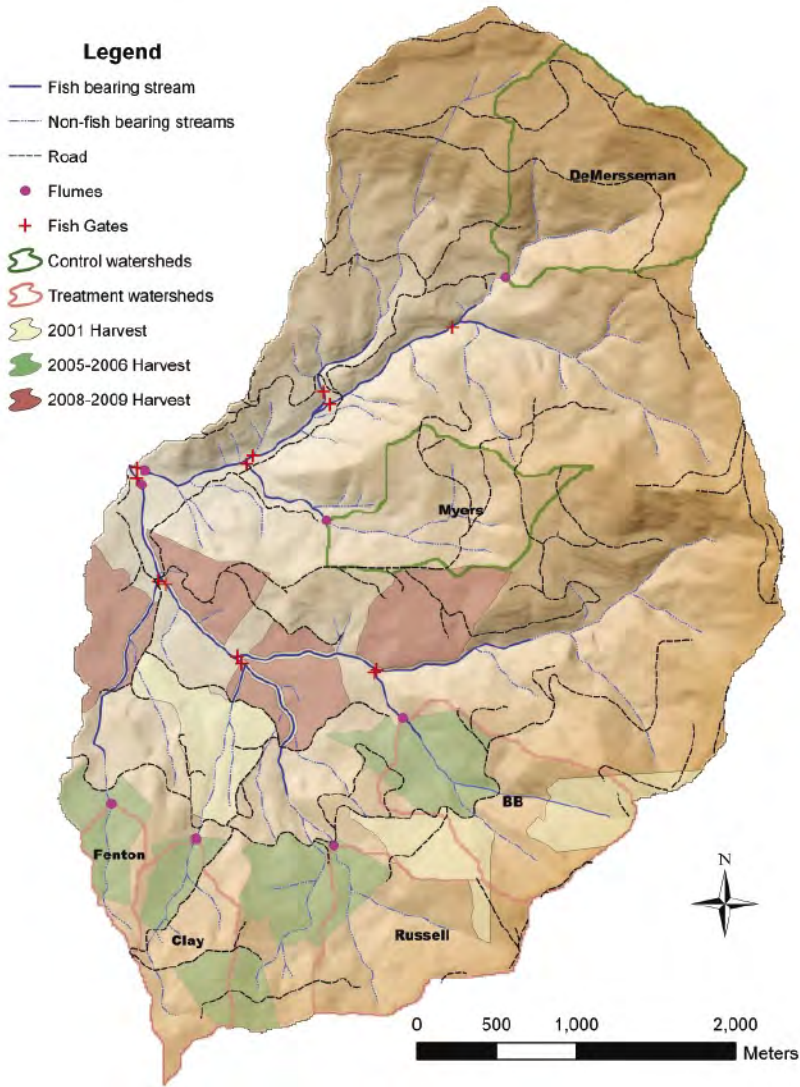 Legend
Fish bearing stream
Non-fish bearing streams
Road
Flumes
Fish Gates
Control watersheds
Treatment watersheds
2001 Harvest
2005-2006 Harvest
2008-2009 Harvest
DeMersseman
Myers
BB
Fenton
Clay
Russell
N
0 500 1,000 2,000
Meters